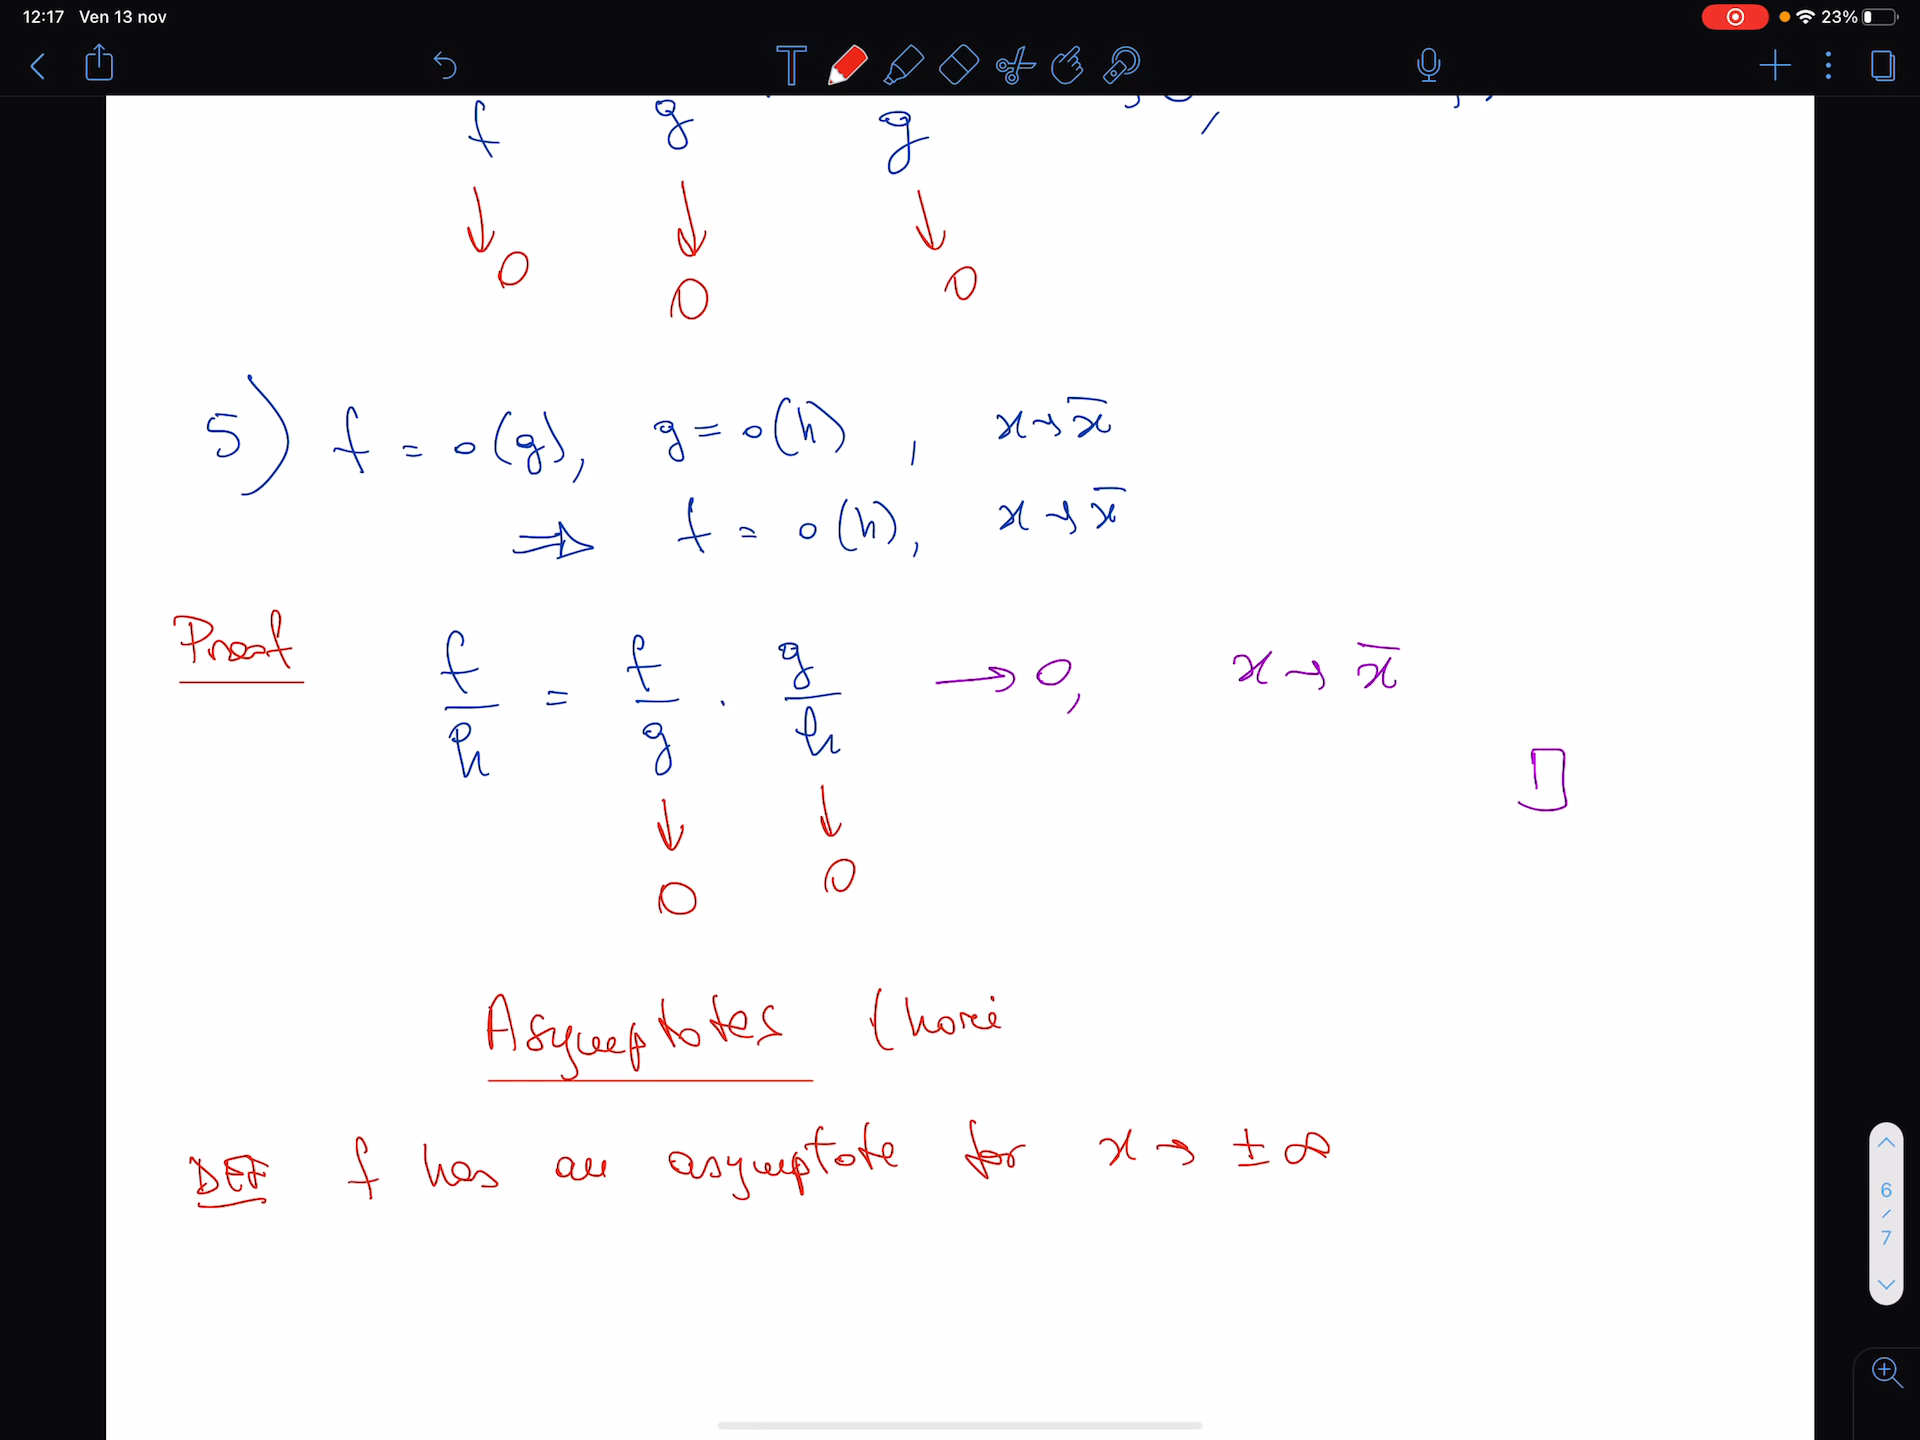 12:17 Ven 13 nov 23%
f g g
0 0 0
5) f = o(g), g = o(h), x → x̄
⇒ f = o(h), x → x̄
Proof f/h = f/g · g/h → 0, x → x̄
0 0
Asymptotes (hori
DEF f has an asymptote for x → ± ∞
6
/
7